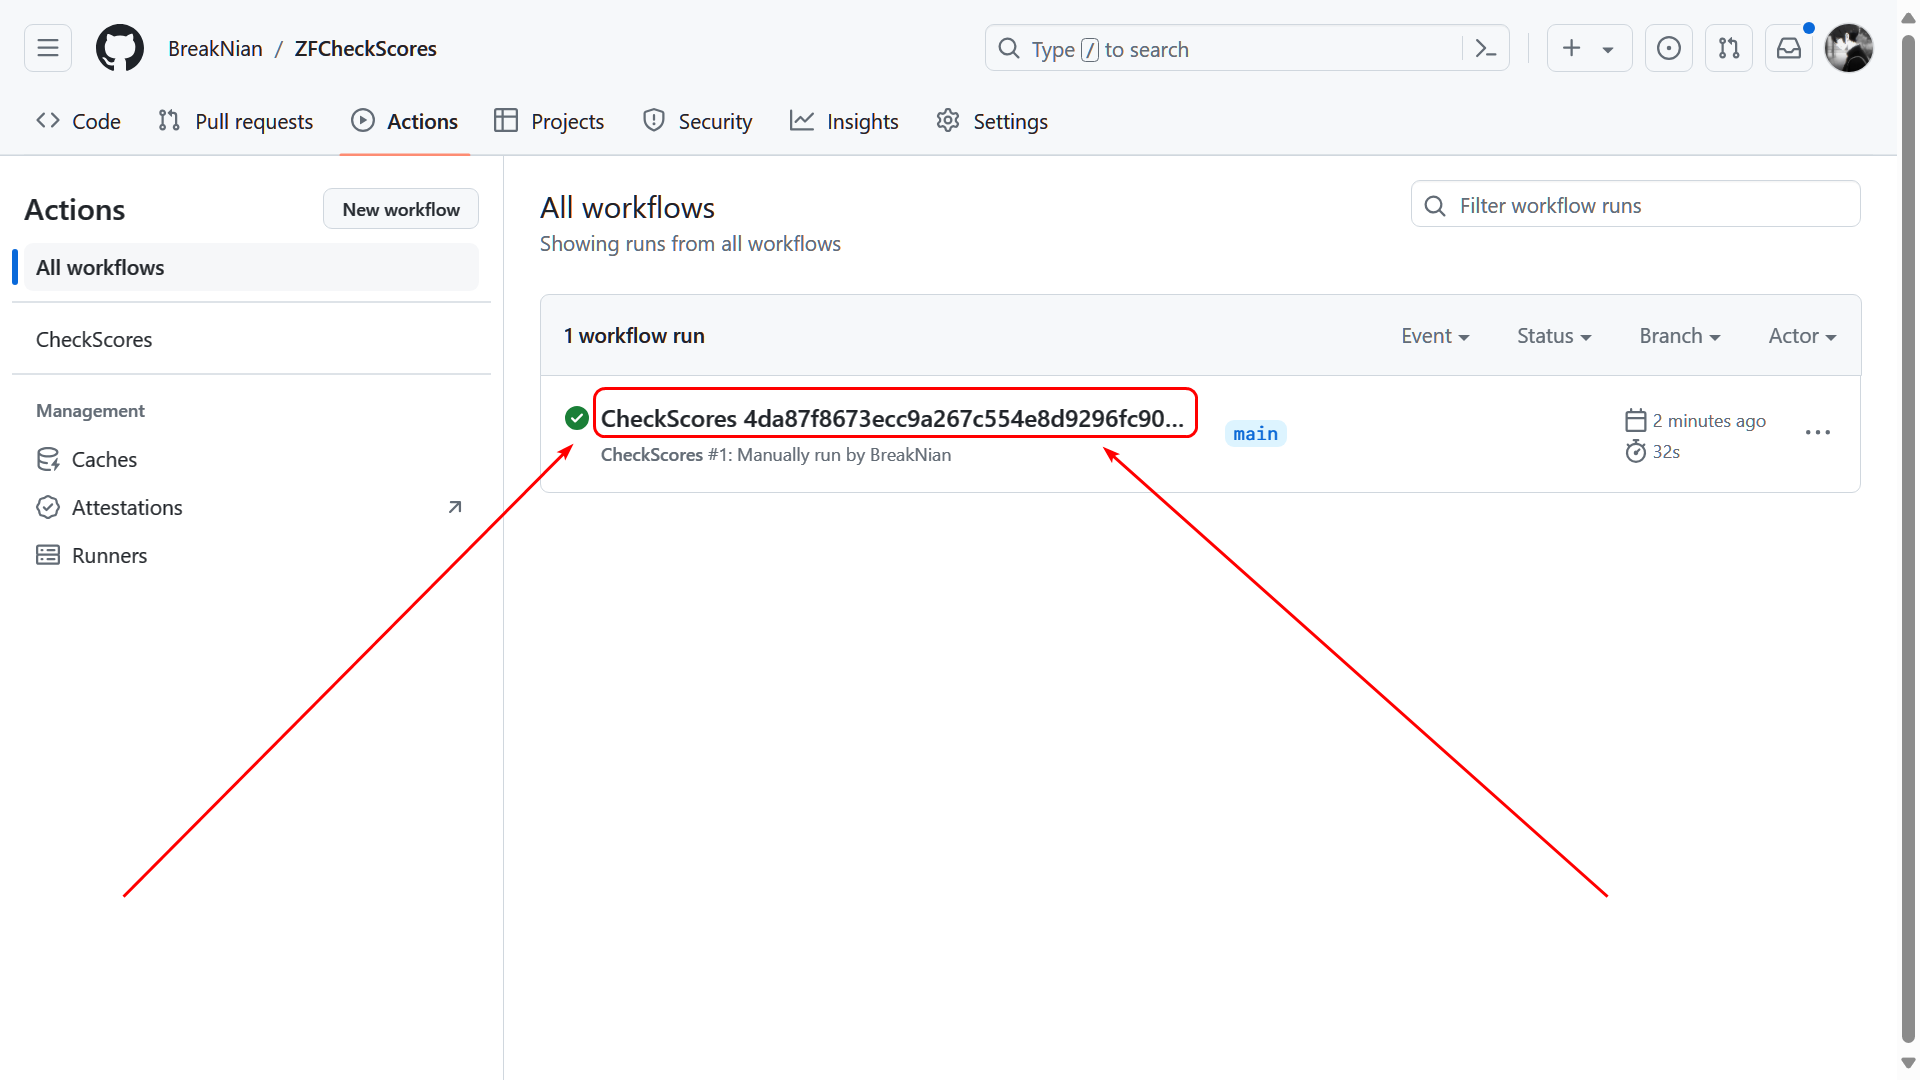 BreakNian / ZFCheckScores
Type / to search
Code
Pull requests
Actions
Projects
Security
Insights
Settings
Actions
New workflow
All workflows
CheckScores
Management
Caches
Attestations
Runners
All workflows
Showing runs from all workflows
Filter workflow runs
1 workflow run
Event
Status
Branch
Actor
CheckScores 4da87f8673ecc9a267c554e8d9296fc90...
CheckScores #1: Manually run by BreakNian
main
2 minutes ago
32s